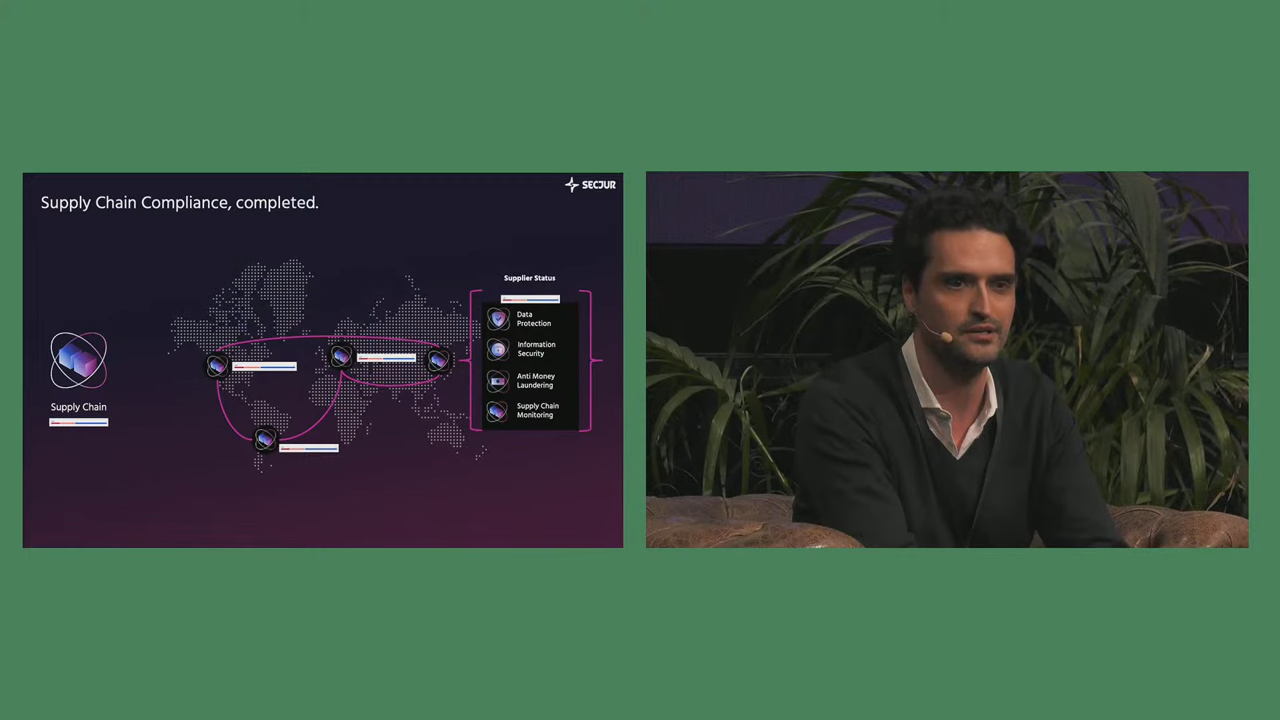 SECJUR
Supply Chain Compliance, completed.
Supplier Status
Data
Protection
Information
Security
Anti Money
Laundering
Supply Chain
Monitoring
Supply Chain